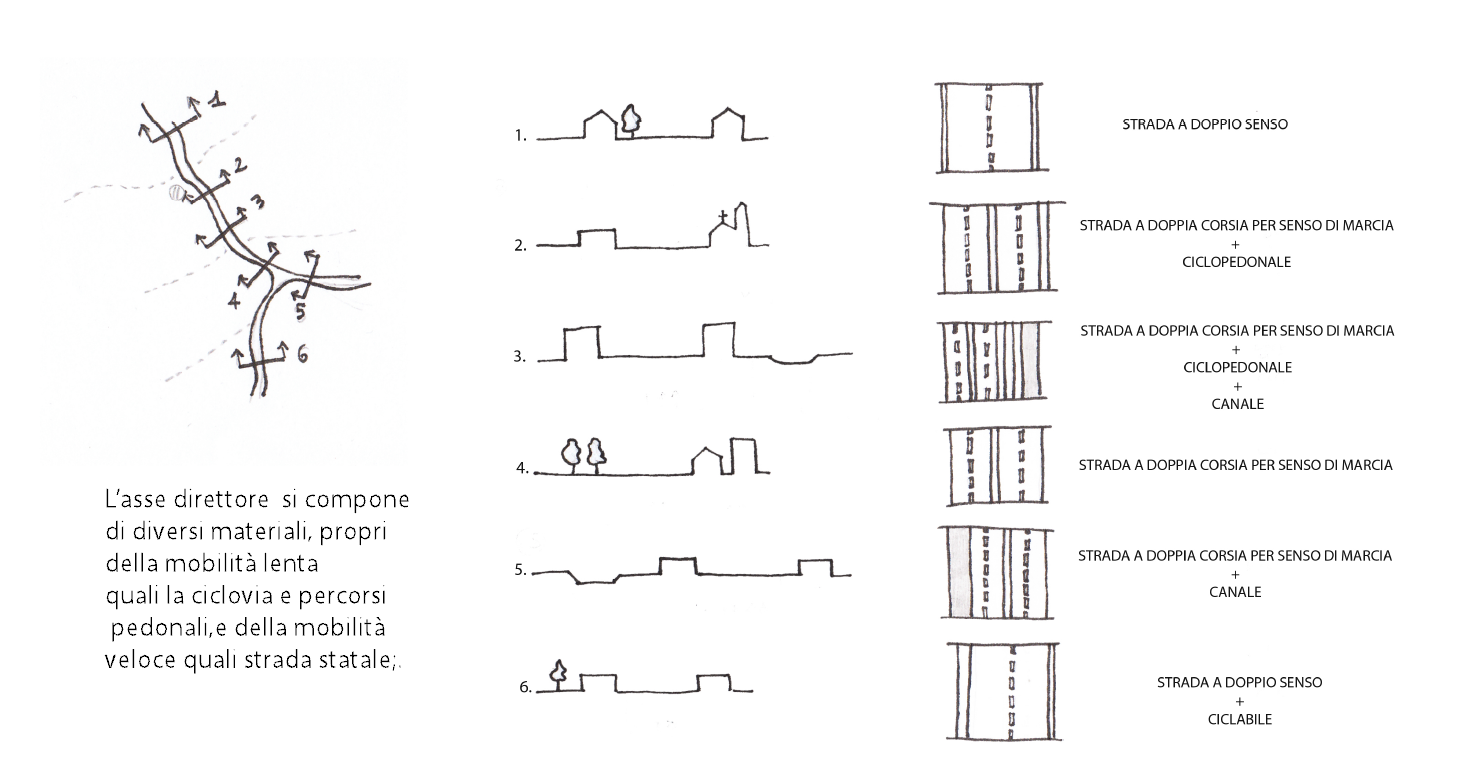 1
2
3
4
5
6
L'asse direttore si compone
di diversi materiali, propri
della mobilità lenta
quali la ciclovia e percorsi
pedonali,e della mobilità
veloce quali strada statale;.
1.
STRADA A DOPPIO SENSO
2.
STRADA A DOPPIA CORSIA PER SENSO DI MARCIA
+
CICLOPEDONALE
3.
STRADA A DOPPIA CORSIA PER SENSO DI MARCIA
+
CICLOPEDONALE
+
CANALE
4.
STRADA A DOPPIA CORSIA PER SENSO DI MARCIA
5.
STRADA A DOPPIA CORSIA PER SENSO DI MARCIA
+
CANALE
6.
STRADA A DOPPIO SENSO
+
CICLABILE